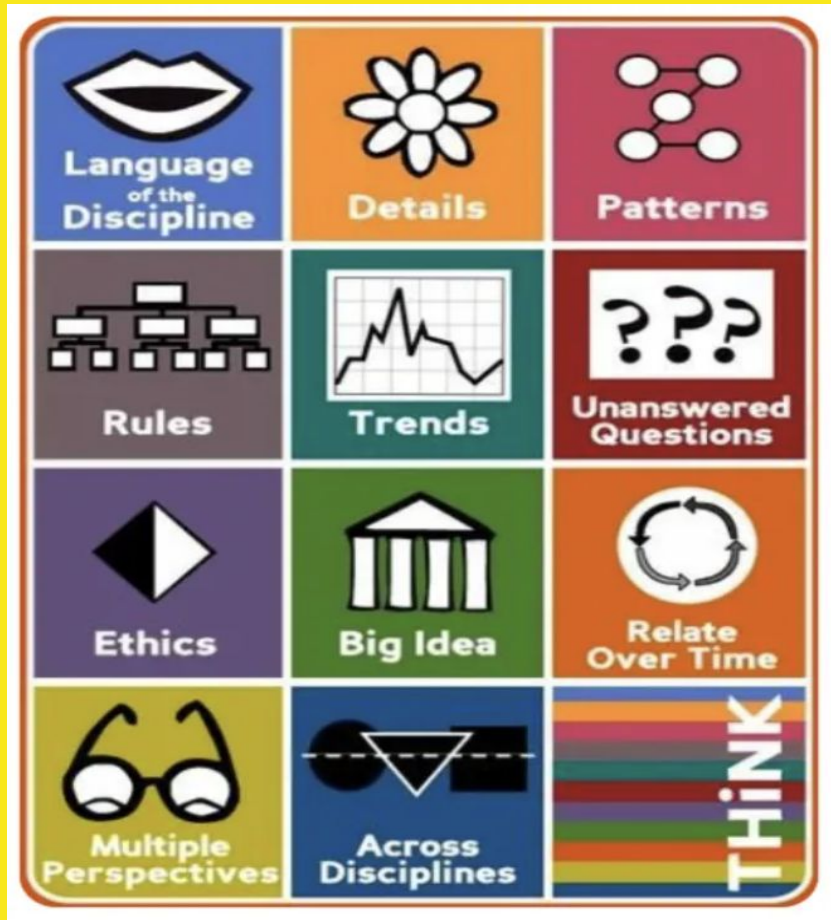 Language
of the
Discipline
Details
Patterns
Rules
Trends
???
Unanswered
Questions
Ethics
Big Idea
Relate
Over Time
Multiple
Perspectives
Across
Disciplines
THiNK